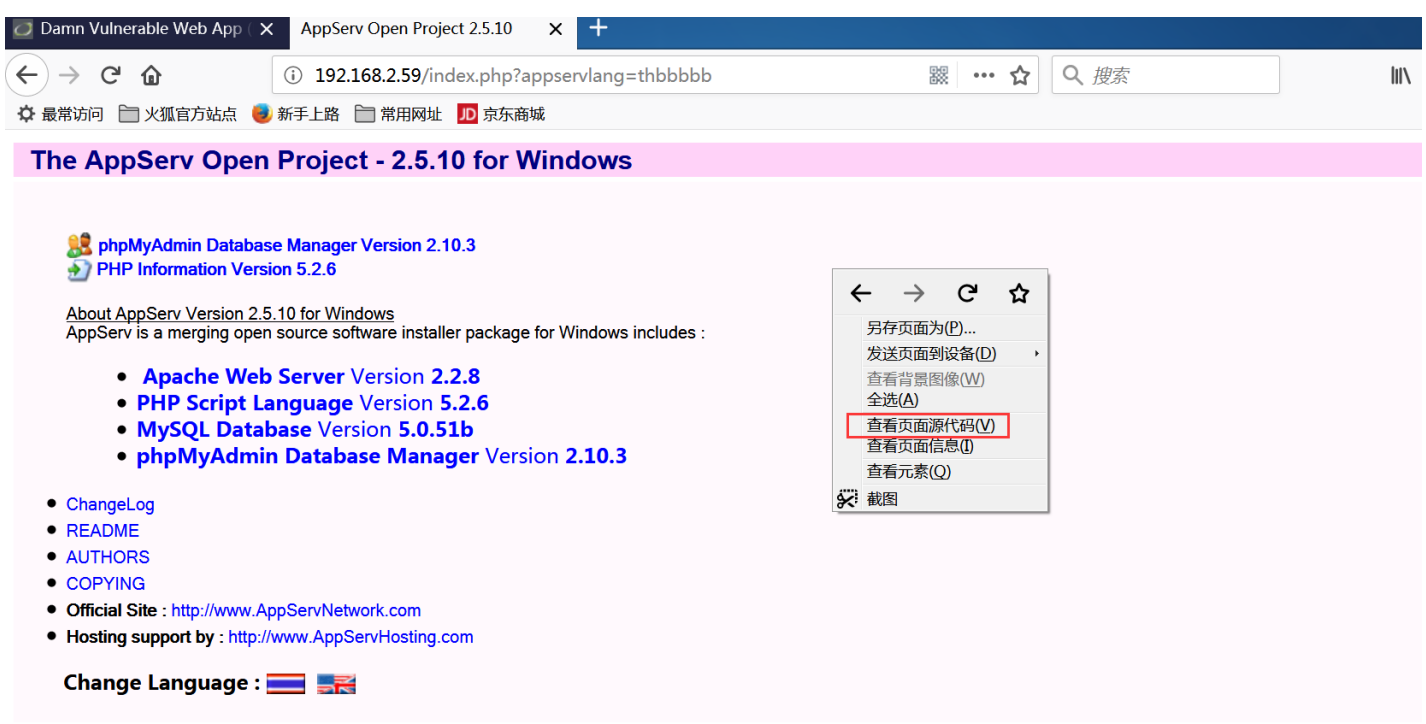 Damn Vulnerable Web App (
AppServ Open Project 2.5.10
192.168.2.59/index.php?appservlang=thbbbbb
搜索
最常访问 火狐官方站点 新手上路 常用网址 JD 京东商城
The AppServ Open Project - 2.5.10 for Windows
phpMyAdmin Database Manager Version 2.10.3
PHP Information Version 5.2.6
About AppServ Version 2.5.10 for Windows
AppServ is a merging open source software installer package for Windows includes :
Apache Web Server Version 2.2.8
PHP Script Language Version 5.2.6
MySQL Database Version 5.0.51b
phpMyAdmin Database Manager Version 2.10.3
ChangeLog
README
AUTHORS
COPYING
Official Site : http://www.AppServNetwork.com
Hosting support by : http://www.AppServHosting.com
Change Language :
另存页面为(P)...
发送页面到设备(D)
查看背景图像(W)
全选(A)
查看页面源代码(V)
查看页面信息(I)
查看元素(Q)
截图